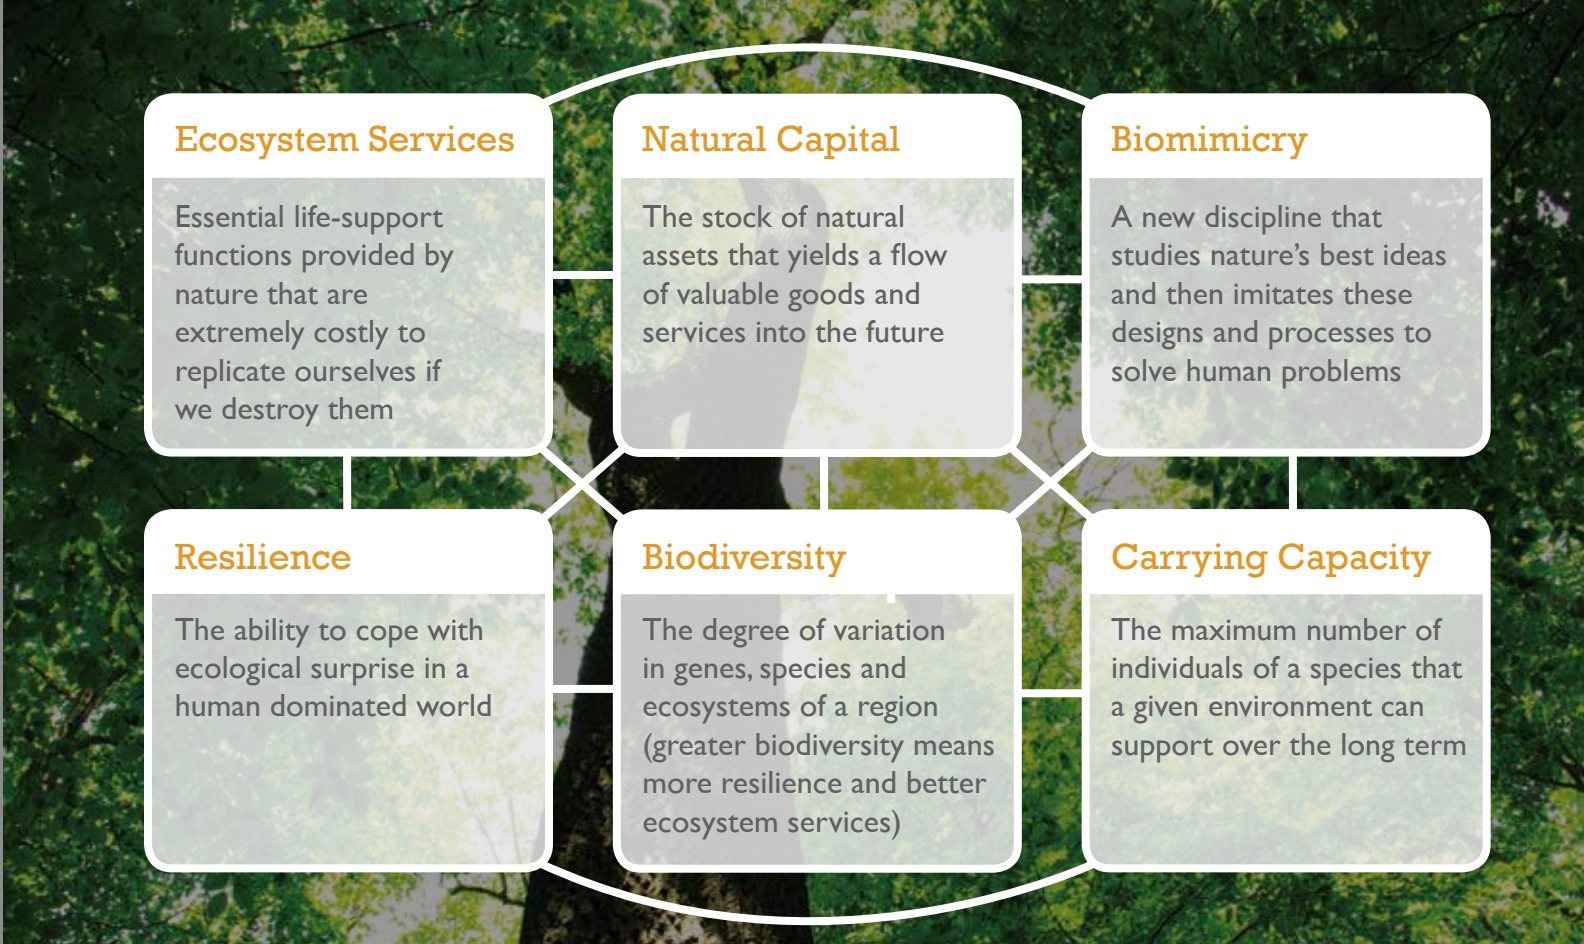 Ecosystem Services
Essential life-support
functions provided by
nature that are
extremely costly to
replicate ourselves if
we destroy them
Natural Capital
The stock of natural
assets that yields a flow
of valuable goods and
services into the future
Biomimicry
A new discipline that
studies nature’s best ideas
and then imitates these
designs and processes to
solve human problems
Resilience
The ability to cope with
ecological surprise in a
human dominated world
Biodiversity
The degree of variation
in genes, species and
ecosystems of a region
(greater biodiversity means
more resilience and better
ecosystem services)
Carrying Capacity
The maximum number of
individuals of a species that
a given environment can
support over the long term